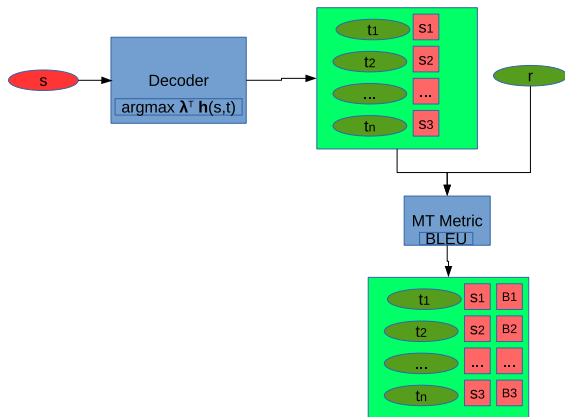 s
Decoder
argmax λᵀ h(s,t)
t1 s1
t2 s2
... ...
tn s3
r
MT Metric
BLEU
t1 s1 B1
t2 s2 B2
... ... ...
tn s3 B3